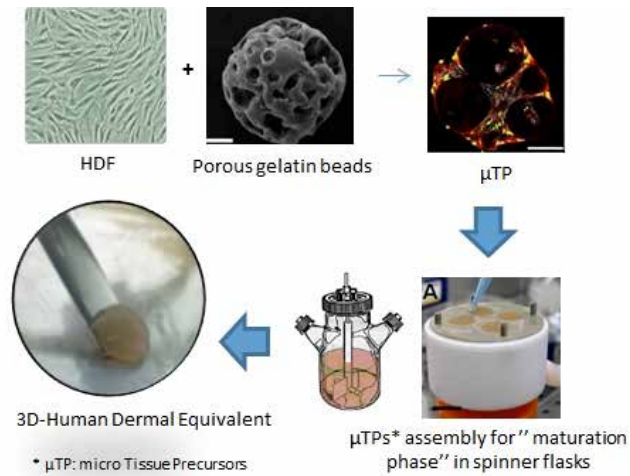 HDF
+
Porous gelatin beads
µTP
A
3D-Human Dermal Equivalent
µTPs* assembly for’’ maturation
phase’’ in spinner flasks
* µTP: micro Tissue Precursors